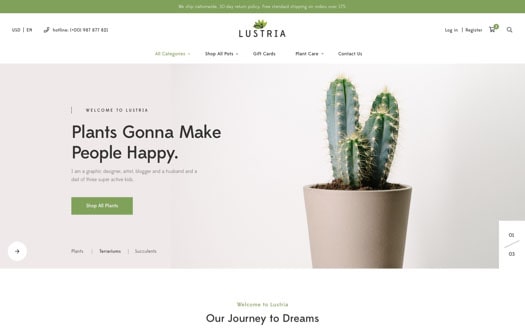 We ship nationwide. 30 day return policy. Free standard shipping on orders over $75
USD | EN
hotline: (+00) 987 877 821
LUSTRIA
Log in | Register
All Categories
Shop All Pots
Gift Cards
Plant Care
Contact Us
WELCOME TO LUSTRIA
Plants Gonna Make
People Happy.
I am a graphic designer, artist, blogger and a husband and a
dad of three super active kids.
Shop All Plants
Plants | Terrariums | Succulents
01
03
Welcome to Lustria
Our Journey to Dreams